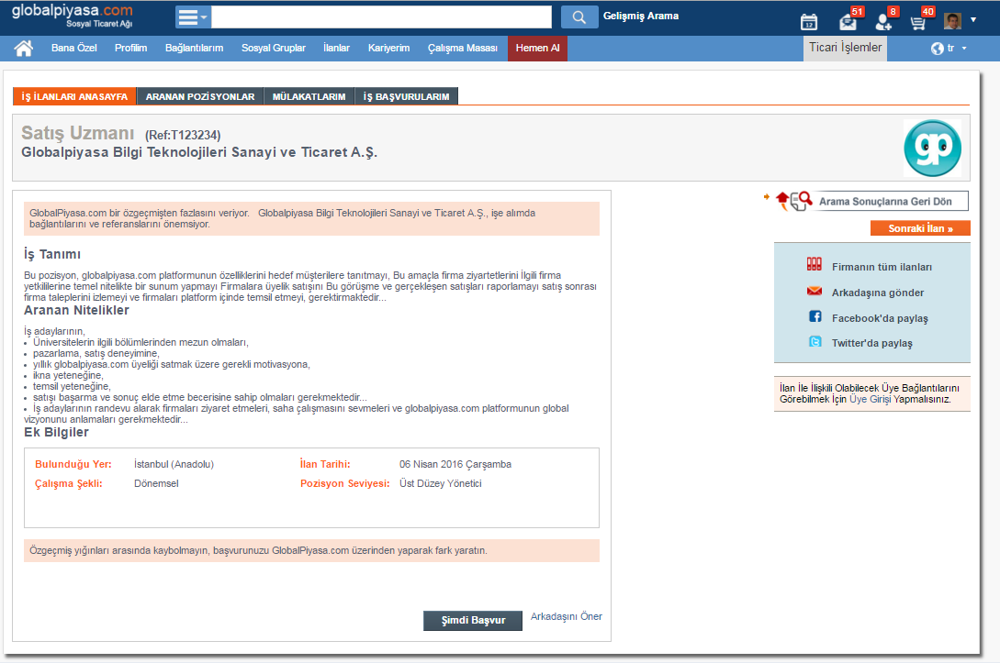 globalpiyasa.com
Sosyal Ticaret Ağı
Gelişmiş Arama
12
51
8
40
Bana Özel Profilim Bağlantılarım Sosyal Gruplar İlanlar Kariyerim Çalışma Masası Hemen Al
Ticari İşlemler
tr
İŞ İLANLARI ANASAYFA ARANAN POZİSYONLAR MÜLAKATLARIM İŞ BAŞVURULARIM
Satış Uzmanı (Ref:T123234)
Globalpiyasa Bilgi Teknolojileri Sanayi ve Ticaret A.Ş.
gp
Arama Sonuçlarına Geri Dön
Sonraki İlan »
GlobalPiyasa.com bir özgeçmişten fazlasını veriyor. Globalpiyasa Bilgi Teknolojileri Sanayi ve Ticaret A.Ş., işe alımda
bağlantılarını ve referanslarını önemsiyor.
İş Tanımı
Bu pozisyon, globalpiyasa.com platformunun özelliklerini hedef müşterilere tanıtmayı, Bu amaçla firma ziyartetlerini İlgili firma
yetkililerine temel nitelikte bir sunum yapmayı Firmalara üyelik satışını Bu görüşme ve gerçekleşen satışları raporlamayı satış sonrası
firma taleplerini izlemeyi ve firmaları platform içinde temsil etmeyi, gerektirmaktedir...
Aranan Nitelikler
İş adaylarının,
• Üniversitelerin ilgili bölümlerinden mezun olmaları,
• pazarlama, satış deneyimine,
• yıllık globalpiyasa.com üyeliği satmak üzere gerekli motivasyona,
• ikna yeteneğine,
• temsil yeteneğine,
• satışı başarma ve sonuç elde etme becerisine sahip olmaları gerekmektedir...
• İş adaylarının randevu alarak firmaları ziyaret etmeleri, saha çalışmasını sevmeleri ve globalpiyasa.com platformunun global
vizyonunu anlamaları gerekmektedir...
Ek Bilgiler
Bulunduğu Yer: İstanbul (Anadolu) İlan Tarihi: 06 Nisan 2016 Çarşamba
Çalışma Şekli: Dönemsel Pozisyon Seviyesi: Üst Düzey Yönetici
Özgeçmiş yığınları arasında kaybolmayın, başvurunuzu GlobalPiyasa.com üzerinden yaparak fark yaratın.
Şimdi Başvur Arkadaşını Öner
Firmanın tüm ilanları
Arkadaşına gönder
Facebook'da paylaş
Twitter'da paylaş
İlan İle İlişkili Olabilecek Üye Bağlantılarını
Görebilmek İçin Üye Girişi Yapmalısınız.